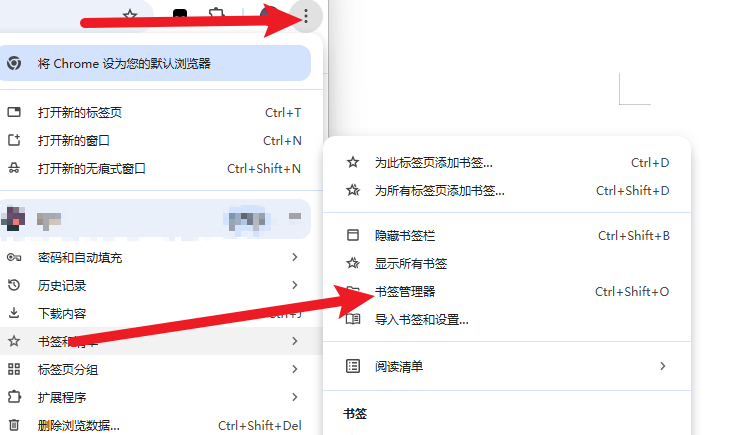 将 Chrome 设为您的默认浏览器
打开新的标签页 Ctrl+T
打开新的窗口 Ctrl+N
打开新的无痕式窗口 Ctrl+Shift+N
密码和自动填充
历史记录
下载内容 Ctrl+J
书签和清单
标签页分组
扩展程序
删除浏览数据... Ctrl+Shift+Del
为此标签页添加书签... Ctrl+D
为所有标签页添加书签... Ctrl+Shift+D
隐藏书签栏 Ctrl+Shift+B
显示所有书签
书签管理器 Ctrl+Shift+O
导入书签和设置...
阅读清单
书签